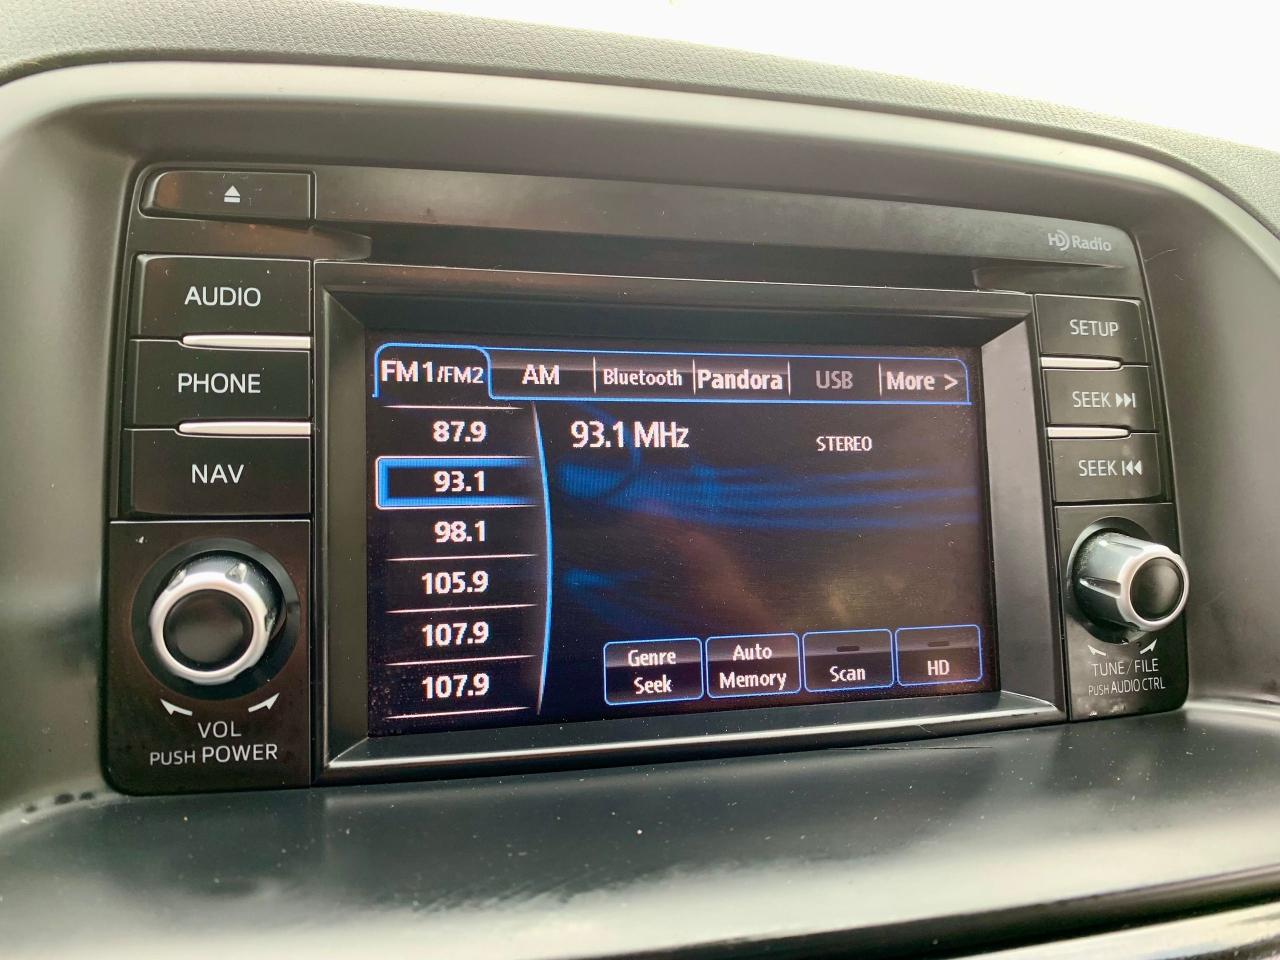 HD Radio
AUDIO
PHONE
NAV
VOL
PUSH POWER
FM1/FM2 AM Bluetooth Pandora USB More >
87.9
93.1
98.1
105.9
107.9
107.9
93.1 MHz STEREO
Genre
Seek
Auto
Memory
Scan
HD
SETUP
SEEK
SEEK
TUNE/FILE
PUSH AUDIO CTRL